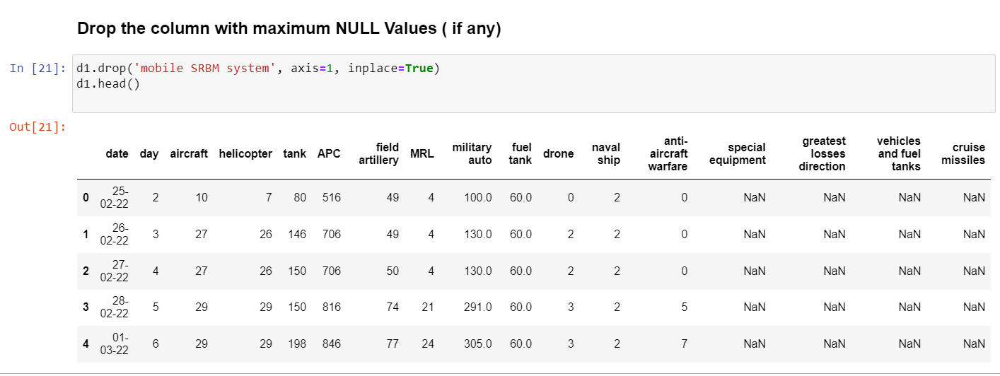 Drop the column with maximum NULL Values ( if any)
In [21]: d1.drop('mobile SRBM system', axis=1, inplace=True)
d1.head()
Out[21]:
date day aircraft helicopter tank APC field artillery MRL military auto fuel tank drone naval ship anti-aircraft warfare special equipment greatest losses direction vehicles and fuel tanks cruise missiles
0 25-02-22 2 10 7 80 516 49 4 100.0 60.0 0 2 0 NaN NaN NaN NaN
1 26-02-22 3 27 26 146 706 49 4 130.0 60.0 2 2 0 NaN NaN NaN NaN
2 27-02-22 4 27 26 150 706 50 4 130.0 60.0 2 2 0 NaN NaN NaN NaN
3 28-02-22 5 29 29 150 816 74 21 291.0 60.0 3 2 5 NaN NaN NaN NaN
4 01-03-22 6 29 29 198 846 77 24 305.0 60.0 3 2 7 NaN NaN NaN NaN